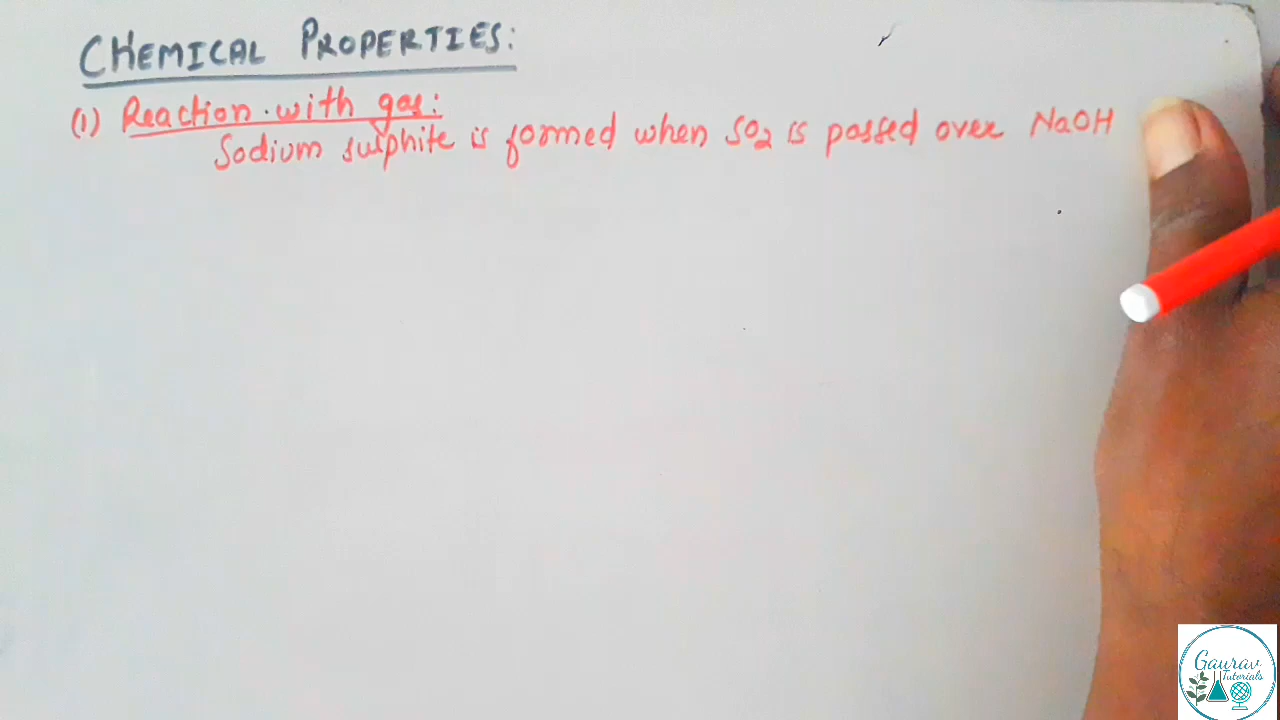 CHEMICAL PROPERTIES:
(1) Reaction with gas:
Sodium sulphite is formed when SO2 is passed over NaOH
Gaurav
Tutorials